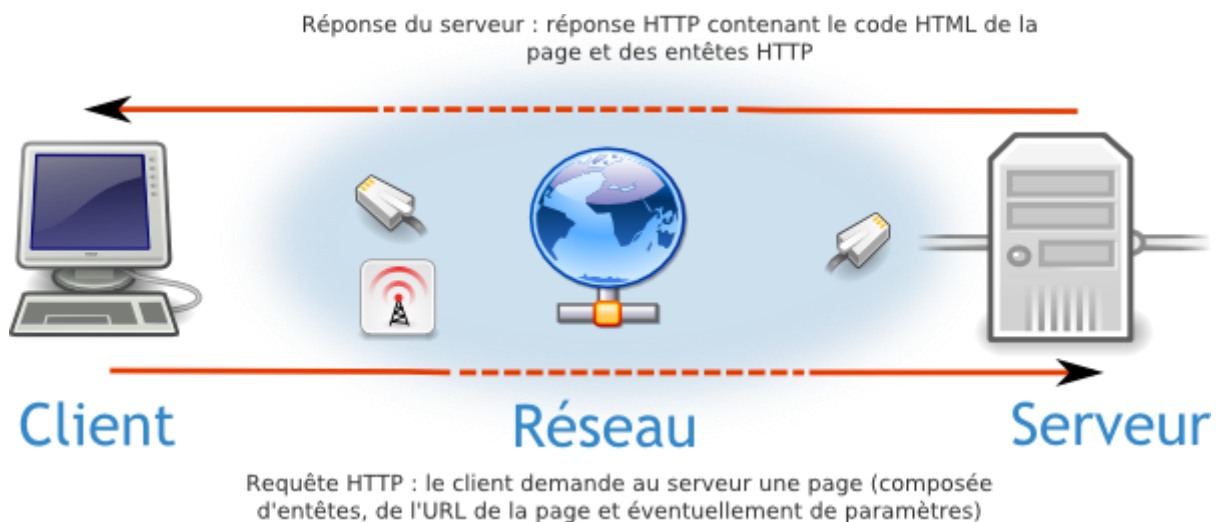 Réponse du serveur : réponse HTTP contenant le code HTML de la
page et des entêtes HTTP
Client
Réseau
Serveur
Requête HTTP : le client demande au serveur une page (composée
d'entêtes, de l'URL de la page et éventuellement de paramètres)